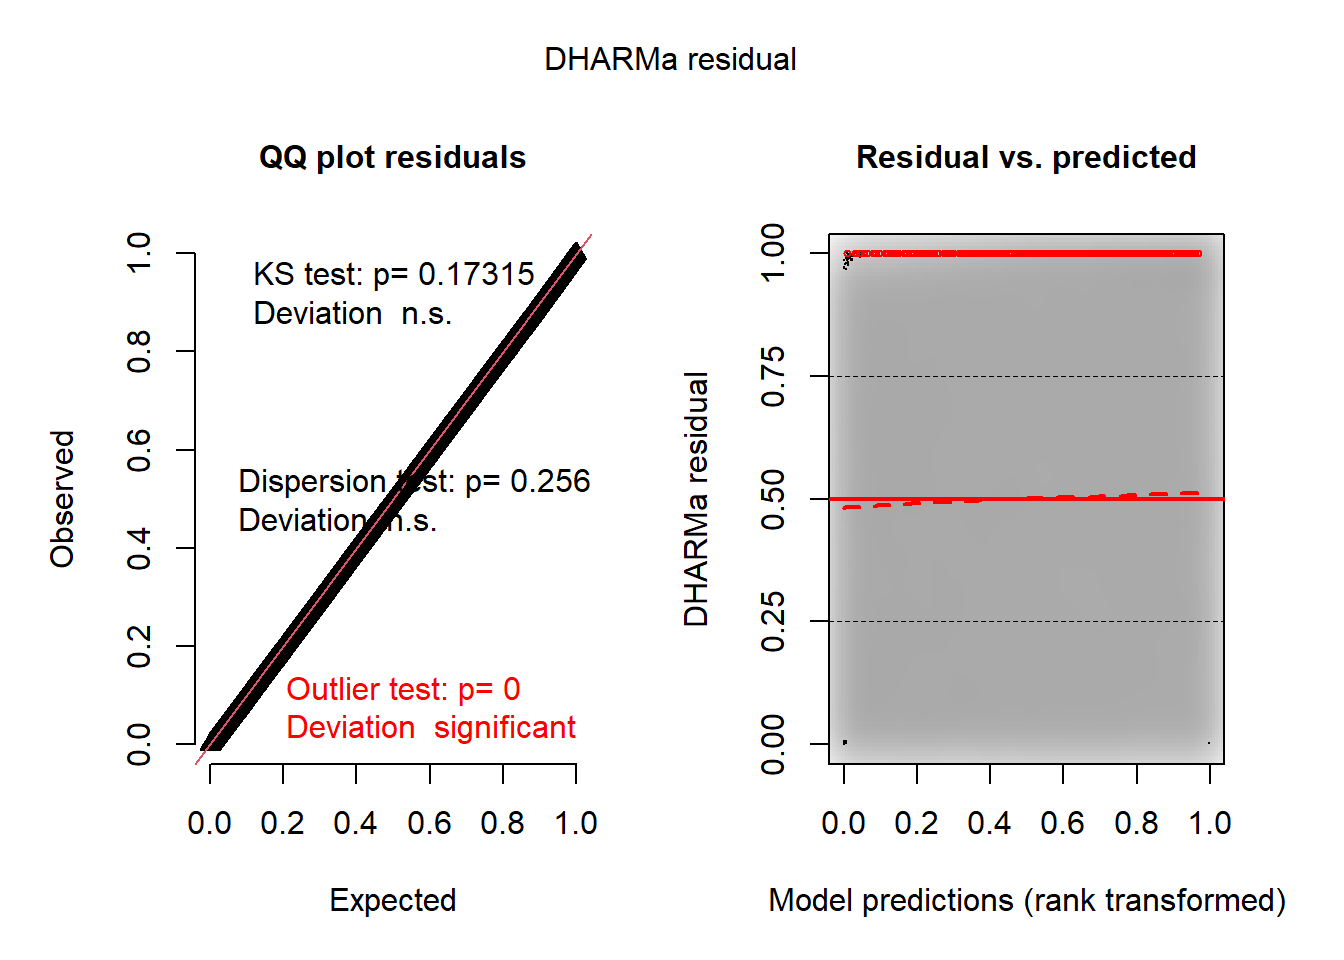 DHARMa residual
QQ plot residuals
KS test: p= 0.17315
Deviation  n.s.
Dispersion test: p= 0.256
Deviation  n.s.
Outlier test: p= 0
Deviation  significant
Observed
0.0
0.2
0.4
0.6
0.8
1.0
0.0 0.2 0.4 0.6 0.8 1.0
Expected
Residual vs. predicted
DHARMa residual
0.00
0.25
0.50
0.75
1.00
0.0 0.2 0.4 0.6 0.8 1.0
Model predictions (rank transformed)